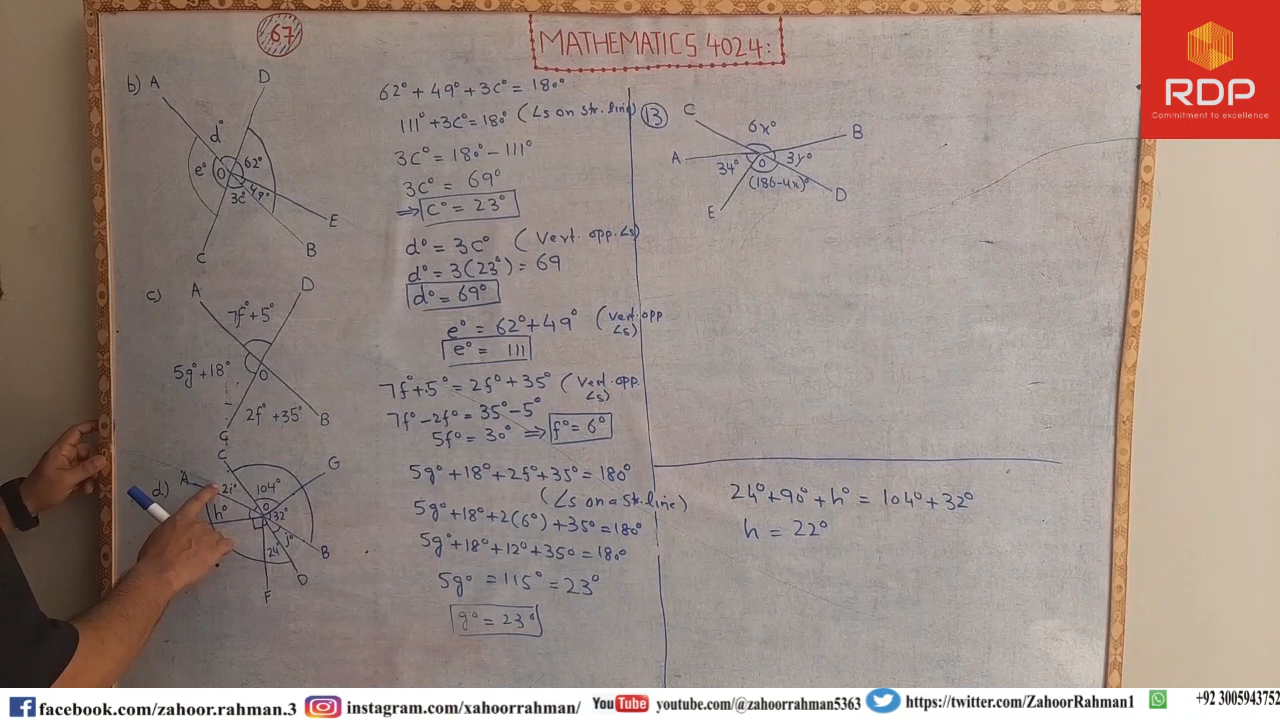 67
MATHEMATICS 4024:
RDP
Commitment to excellence
b)
A
D
d°
e°
O
62°
49°
3c°
E
B
C
62° + 49° + 3c° = 180°
111° + 3c° = 180° (∠s on str. line)
3c° = 180° - 111°
3c° = 69°
⇒ c° = 23°
d° = 3c° (Vert. opp. ∠s)
d° = 3(23°) = 69
d° = 69°
e° = 62° + 49° (Vert. opp ∠s)
e° = 111
c)
A
D
7f° + 5°
5g° + 18°
O
2f° + 35°
B
C
7f° + 5° = 2f° + 35° (Vert. opp. ∠s)
7f° - 2f° = 35° - 5°
5f° = 30° ⇒ f° = 6°
5g° + 18° + 2f° + 35° = 180°
(∠s on a str. line)
5g° + 18° + 2(6°) + 35° = 180°
5g° + 18° + 12° + 35° = 180°
5g° = 115° = 23°
g° = 23°
d)
C
A
G
2i°
104°
h°
O
32°
j°
24°
B
D
F
13
C
6x°
B
A
34°
O
3y°
(186-4x)°
D
E
24° + 90° + h° = 104° + 32°
h = 22°
facebook.com/zahoor.rahman.3
instagram.com/xahoorrahman/
YouTube
youtube.com/@zahoorrahman5363
https://twitter.com/ZahoorRahman1
+92 3005943752